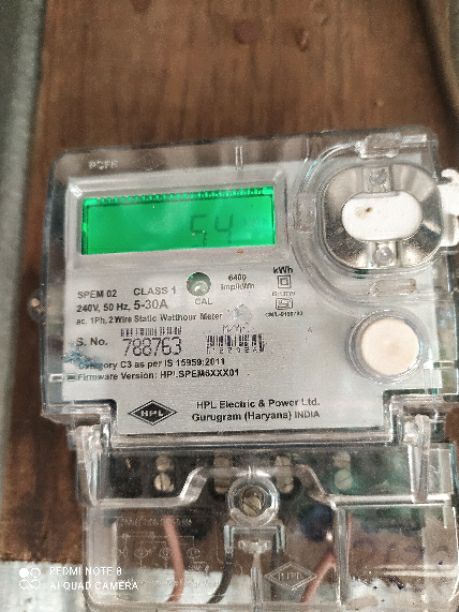 54
SPEM 02 CLASS 1
240V, 50 Hz, 5-30A
CAL
6400
imp/kWh
kWh
ac, 1Ph, 2 Wire Static Watthour Meter
S. No. 788763
Category C3 as per IS 15959:2011
Firmware Version: HPLSPEM6XXX01
HPL
HPL Electric & Power Ltd.
Gurugram (Haryana) INDIA
HPL
REDMI NOTE 8
AI QUAD CAMERA